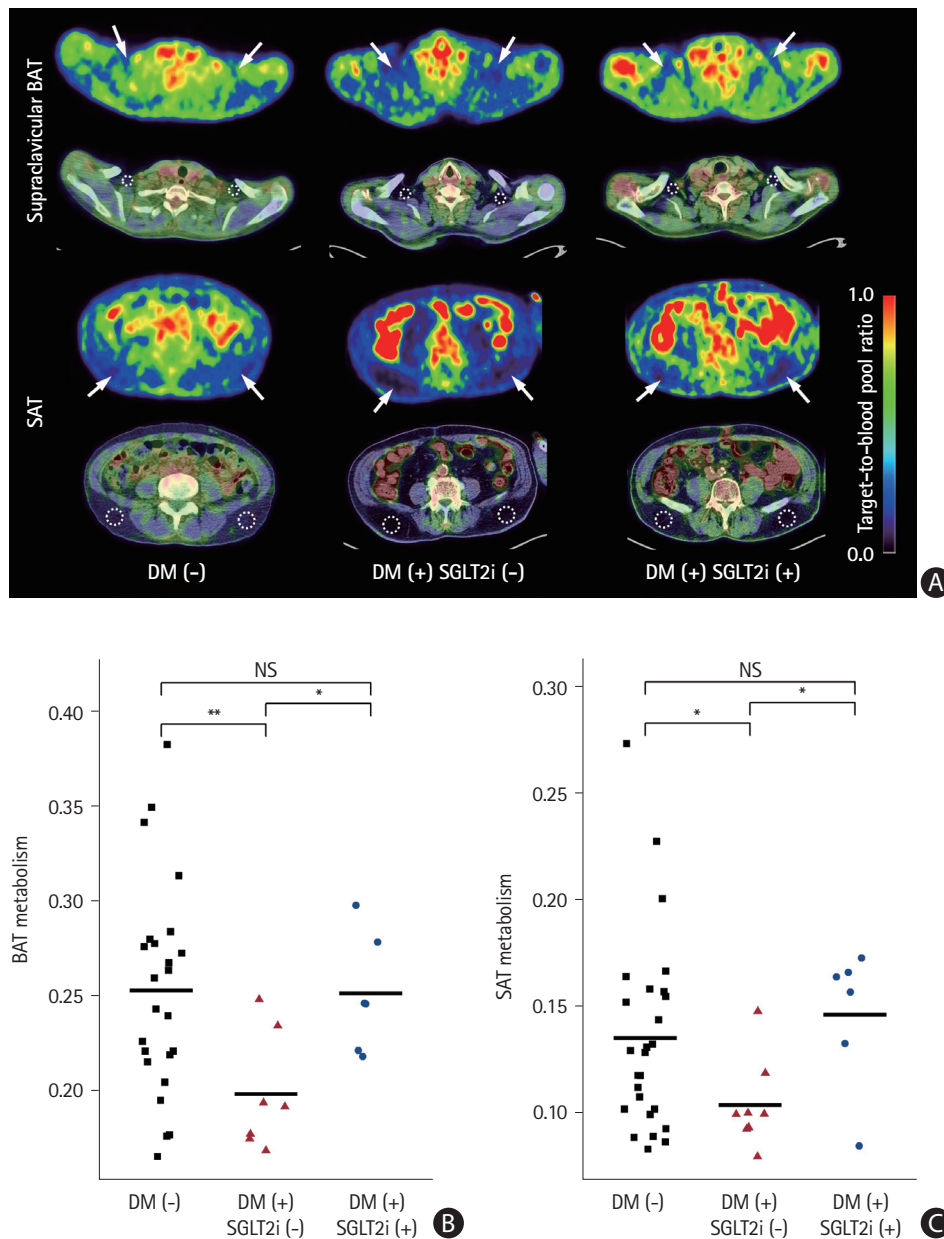 Supraclavicular BAT
SAT
1.0
Target-to-blood pool ratio
0.0
DM (-)
DM (+) SGLT2i (-)
DM (+) SGLT2i (+)
A
NS
**
*
0.40
0.35
0.30
0.25
0.20
BAT metabolism
DM (-)
DM (+)
SGLT2i (-)
DM (+)
SGLT2i (+)
B
NS
*
*
0.30
0.25
0.20
0.15
0.10
SAT metabolism
DM (-)
DM (+)
SGLT2i (-)
DM (+)
SGLT2i (+)
C